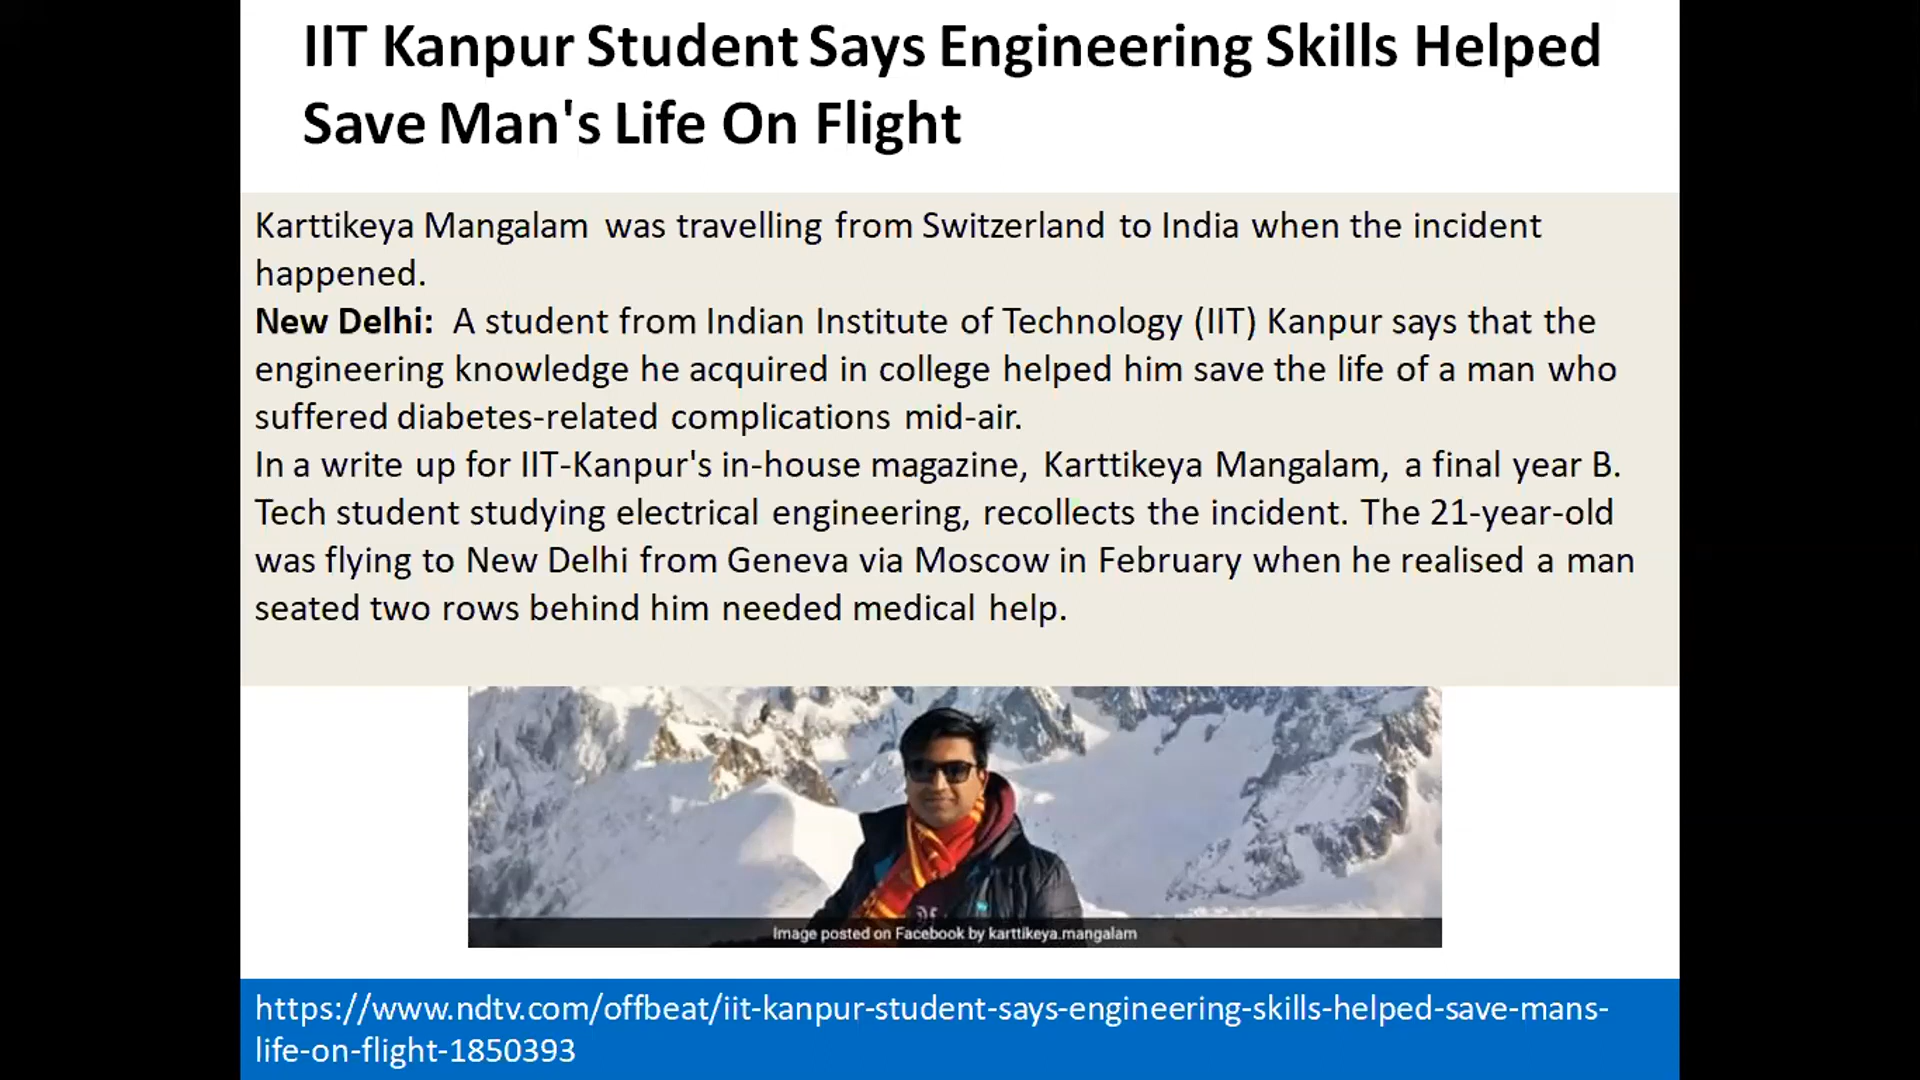 IIT Kanpur Student Says Engineering Skills Helped
Save Man's Life On Flight
Karttikeya Mangalam was travelling from Switzerland to India when the incident
happened.
New Delhi: A student from Indian Institute of Technology (IIT) Kanpur says that the
engineering knowledge he acquired in college helped him save the life of a man who
suffered diabetes-related complications mid-air.
In a write up for IIT-Kanpur's in-house magazine, Karttikeya Mangalam, a final year B.
Tech student studying electrical engineering, recollects the incident. The 21-year-old
was flying to New Delhi from Geneva via Moscow in February when he realised a man
seated two rows behind him needed medical help.
Image posted on Facebook by karttikeya.mangalam
https://www.ndtv.com/offbeat/iit-kanpur-student-says-engineering-skills-helped-save-mans-
life-on-flight-1850393